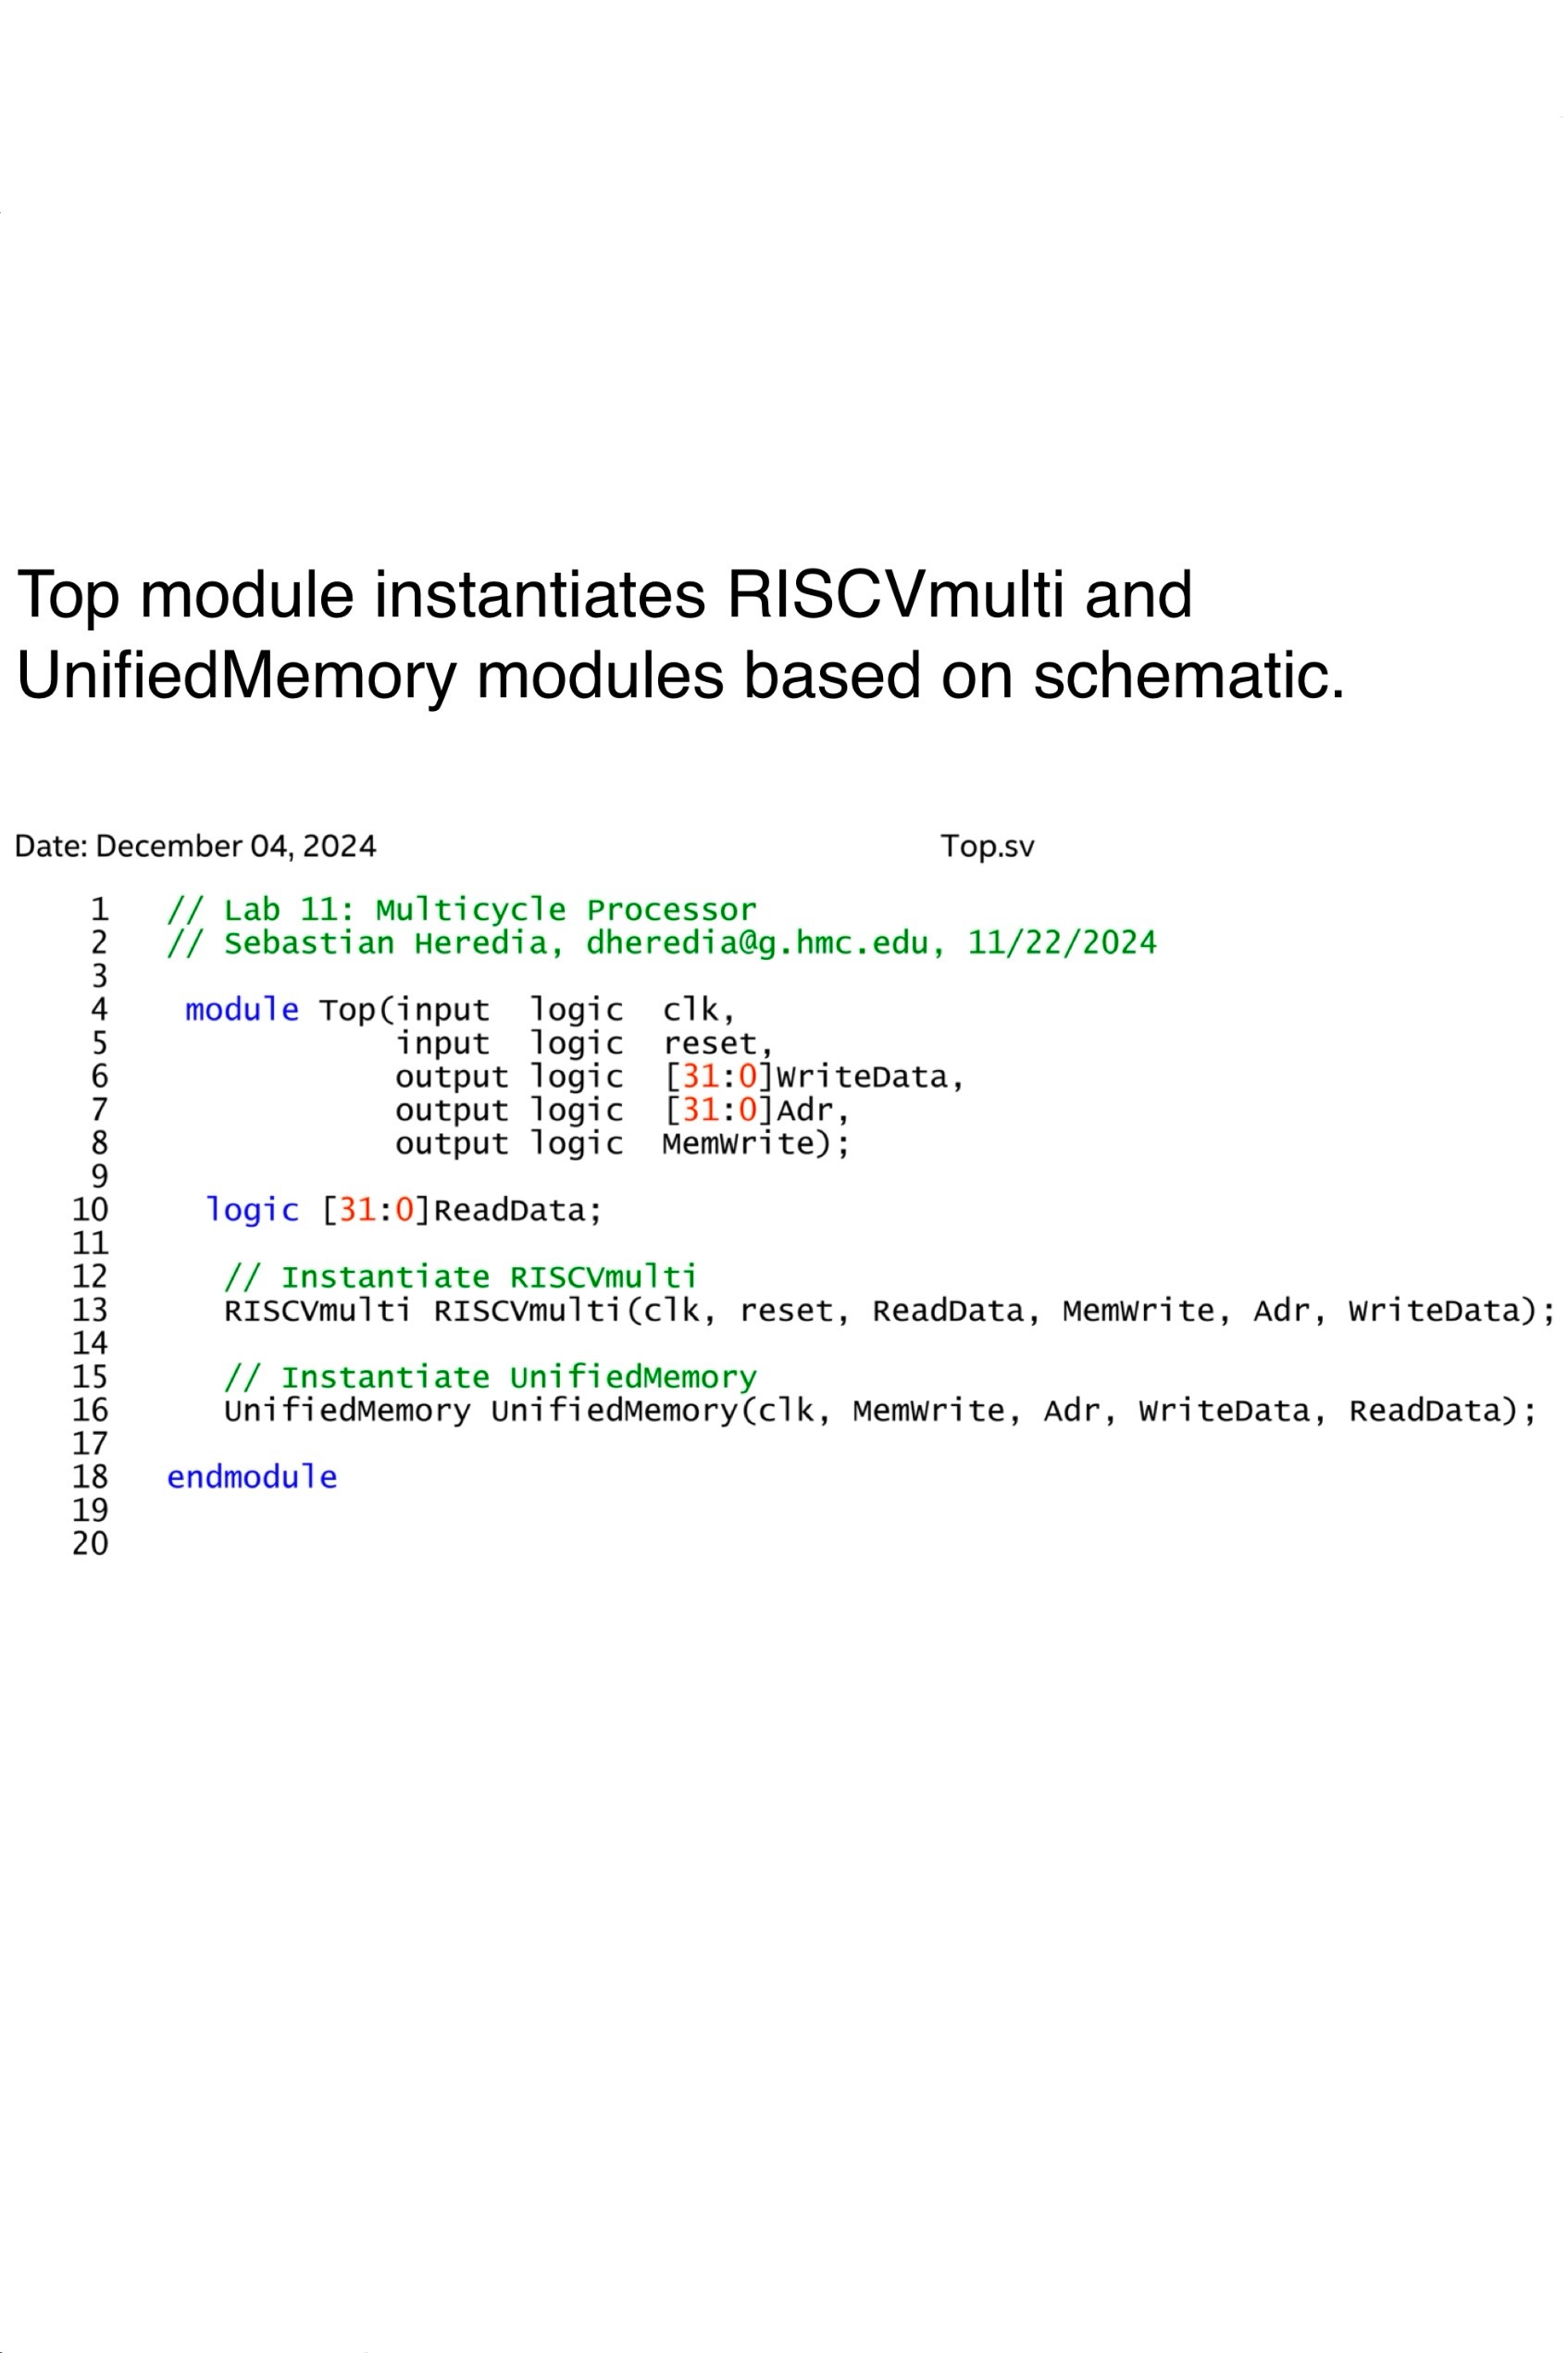 Top module instantiates RISCVmulti and
UnifiedMemory modules based on schematic.
Date: December 04, 2024 Top.sv
1 // Lab 11: Multicycle Processor
2 // Sebastian Heredia, dheredia@g.hmc.edu, 11/22/2024
3
4 module Top(input logic clk,
5 input logic reset,
6 output logic [31:0]WriteData,
7 output logic [31:0]Adr,
8 output logic MemWrite);
9
10 logic [31:0]ReadData;
11
12 // Instantiate RISCVmulti
13 RISCVmulti RISCVmulti(clk, reset, ReadData, MemWrite, Adr, WriteData);
14
15 // Instantiate UnifiedMemory
16 UnifiedMemory UnifiedMemory(clk, MemWrite, Adr, WriteData, ReadData);
17
18 endmodule
19
20